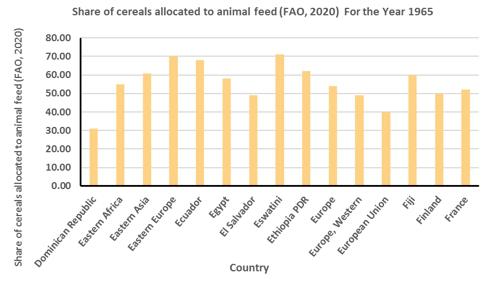 Share of cereals allocated to animal feed (FAO, 2020)  For the Year 1965
Share of cereals allocated to animal feed (FAO, 2020)
80.00
70.00
60.00
50.00
40.00
30.00
20.00
10.00
0.00
Dominican Republic
Eastern Africa
Eastern Asia
Eastern Europe
Ecuador
Egypt
El Salvador
Eswatini
Ethiopia PDR
Europe
Europe, Western
European Union
Fiji
Finland
France
Country